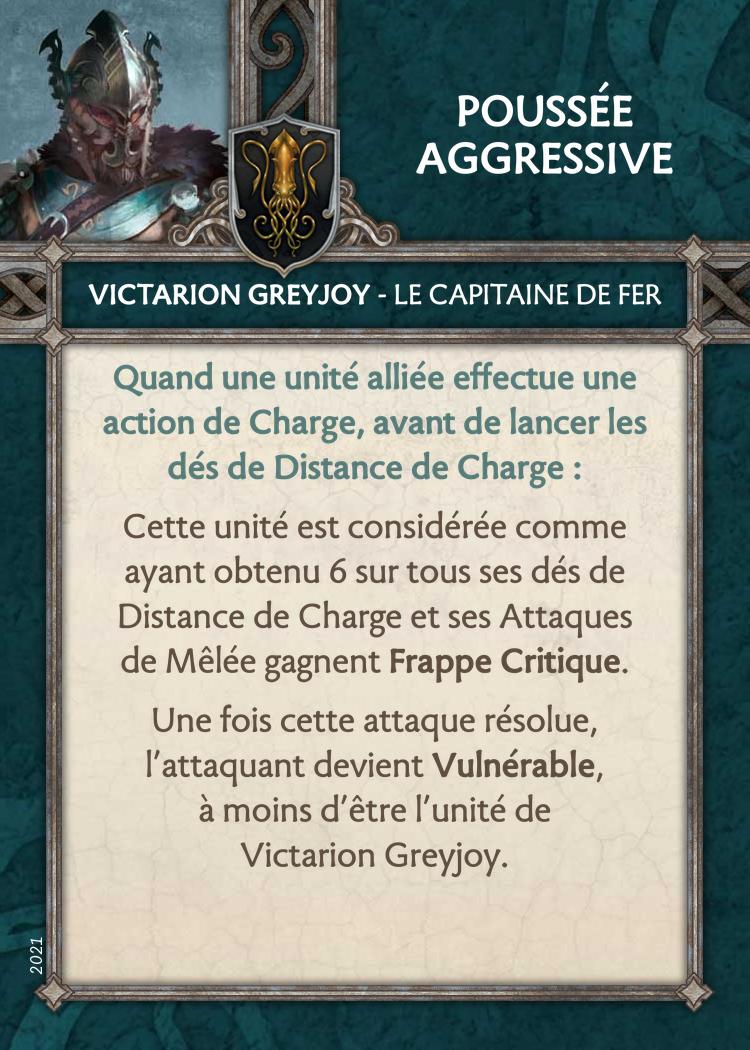 POUSSÉE
AGGRESSIVE
VICTARION GREYJOY - LE CAPITAINE DE FER
Quand une unité alliée effectue une
action de Charge, avant de lancer les
dés de Distance de Charge :
Cette unité est considérée comme
ayant obtenu 6 sur tous ses dés de
Distance de Charge et ses Attaques
de Mêlée gagnent Frappe Critique.
Une fois cette attaque résolue,
l'attaquant devient Vulnérable,
à moins d'être l'unité de
Victarion Greyjoy.
2021